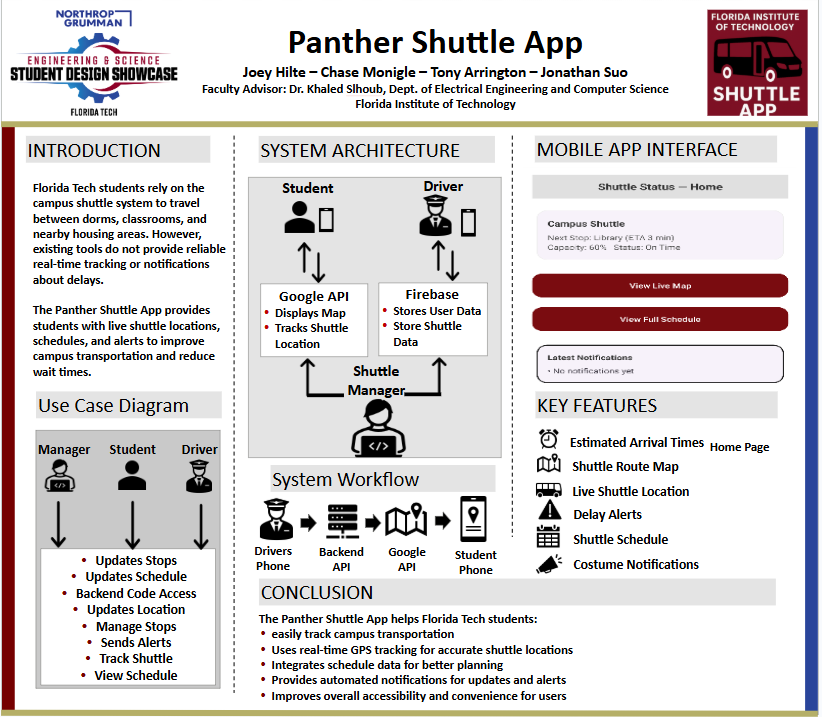 NORTHROP
GRUMMAN
ENGINEERING & SCIENCE
STUDENT DESIGN SHOWCASE
FLORIDA TECH
Panther Shuttle App
Joey Hilte – Chase Monigle – Tony Arrington – Jonathan Suo
Faculty Advisor: Dr. Khaled Slhoub, Dept. of Electrical Engineering and Computer Science
Florida Institute of Technology
FLORIDA INSTITUTE
OF TECHNOLOGY
SHUTTLE
APP
INTRODUCTION
Florida Tech students rely on the
campus shuttle system to travel
between dorms, classrooms, and
nearby housing areas. However,
existing tools do not provide reliable
real-time tracking or notifications
about delays.
The Panther Shuttle App provides
students with live shuttle locations,
schedules, and alerts to improve
campus transportation and reduce
wait times.
Use Case Diagram
Manager Student Driver
• Updates Stops
• Updates Schedule
• Backend Code Access
• Updates Location
• Manage Stops
• Sends Alerts
• Track Shuttle
• View Schedule
SYSTEM ARCHITECTURE
Student
Driver
Google API
• Displays Map
• Tracks Shuttle
Location
Firebase
• Stores User Data
• Store Shuttle
Data
Shuttle
Manager
</>
System Workflow
Drivers
Phone
Backend
API
Google
API
Student
Phone
MOBILE APP INTERFACE
Shuttle Status — Home
Campus Shuttle
Next Stop: Library (ETA 3 min)
Capacity: 60% Status: On Time
View Live Map
View Full Schedule
Latest Notifications
• No notifications yet
KEY FEATURES
Estimated Arrival Times
Home Page
Shuttle Route Map
Live Shuttle Location
Delay Alerts
Shuttle Schedule
Costume Notifications
CONCLUSION
The Panther Shuttle App helps Florida Tech students:
• easily track campus transportation
• Uses real-time GPS tracking for accurate shuttle locations
• Integrates schedule data for better planning
• Provides automated notifications for updates and alerts
• Improves overall accessibility and convenience for users